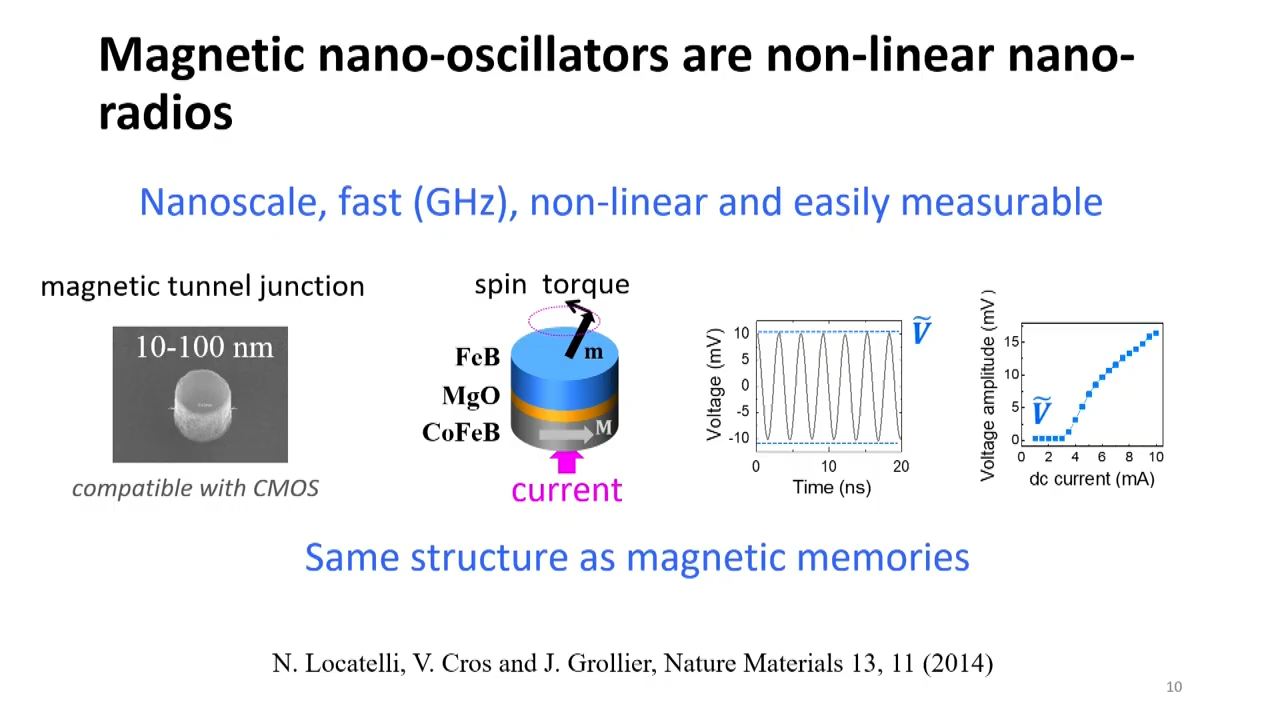 Magnetic nano-oscillators are non-linear nano-
radios
Nanoscale, fast (GHz), non-linear and easily measurable
magnetic tunnel junction
10-100 nm
compatible with CMOS
spin torque
m
FeB
MgO
CoFeB
M
current
Voltage (mV)
10
5
0
-5
-10
0 10 20
Time (ns)
Ṽ
Voltage amplitude (mV)
15
10
5
0
Ṽ
0 2 4 6 8 10
dc current (mA)
Same structure as magnetic memories
N. Locatelli, V. Cros and J. Grollier, Nature Materials 13, 11 (2014)
10